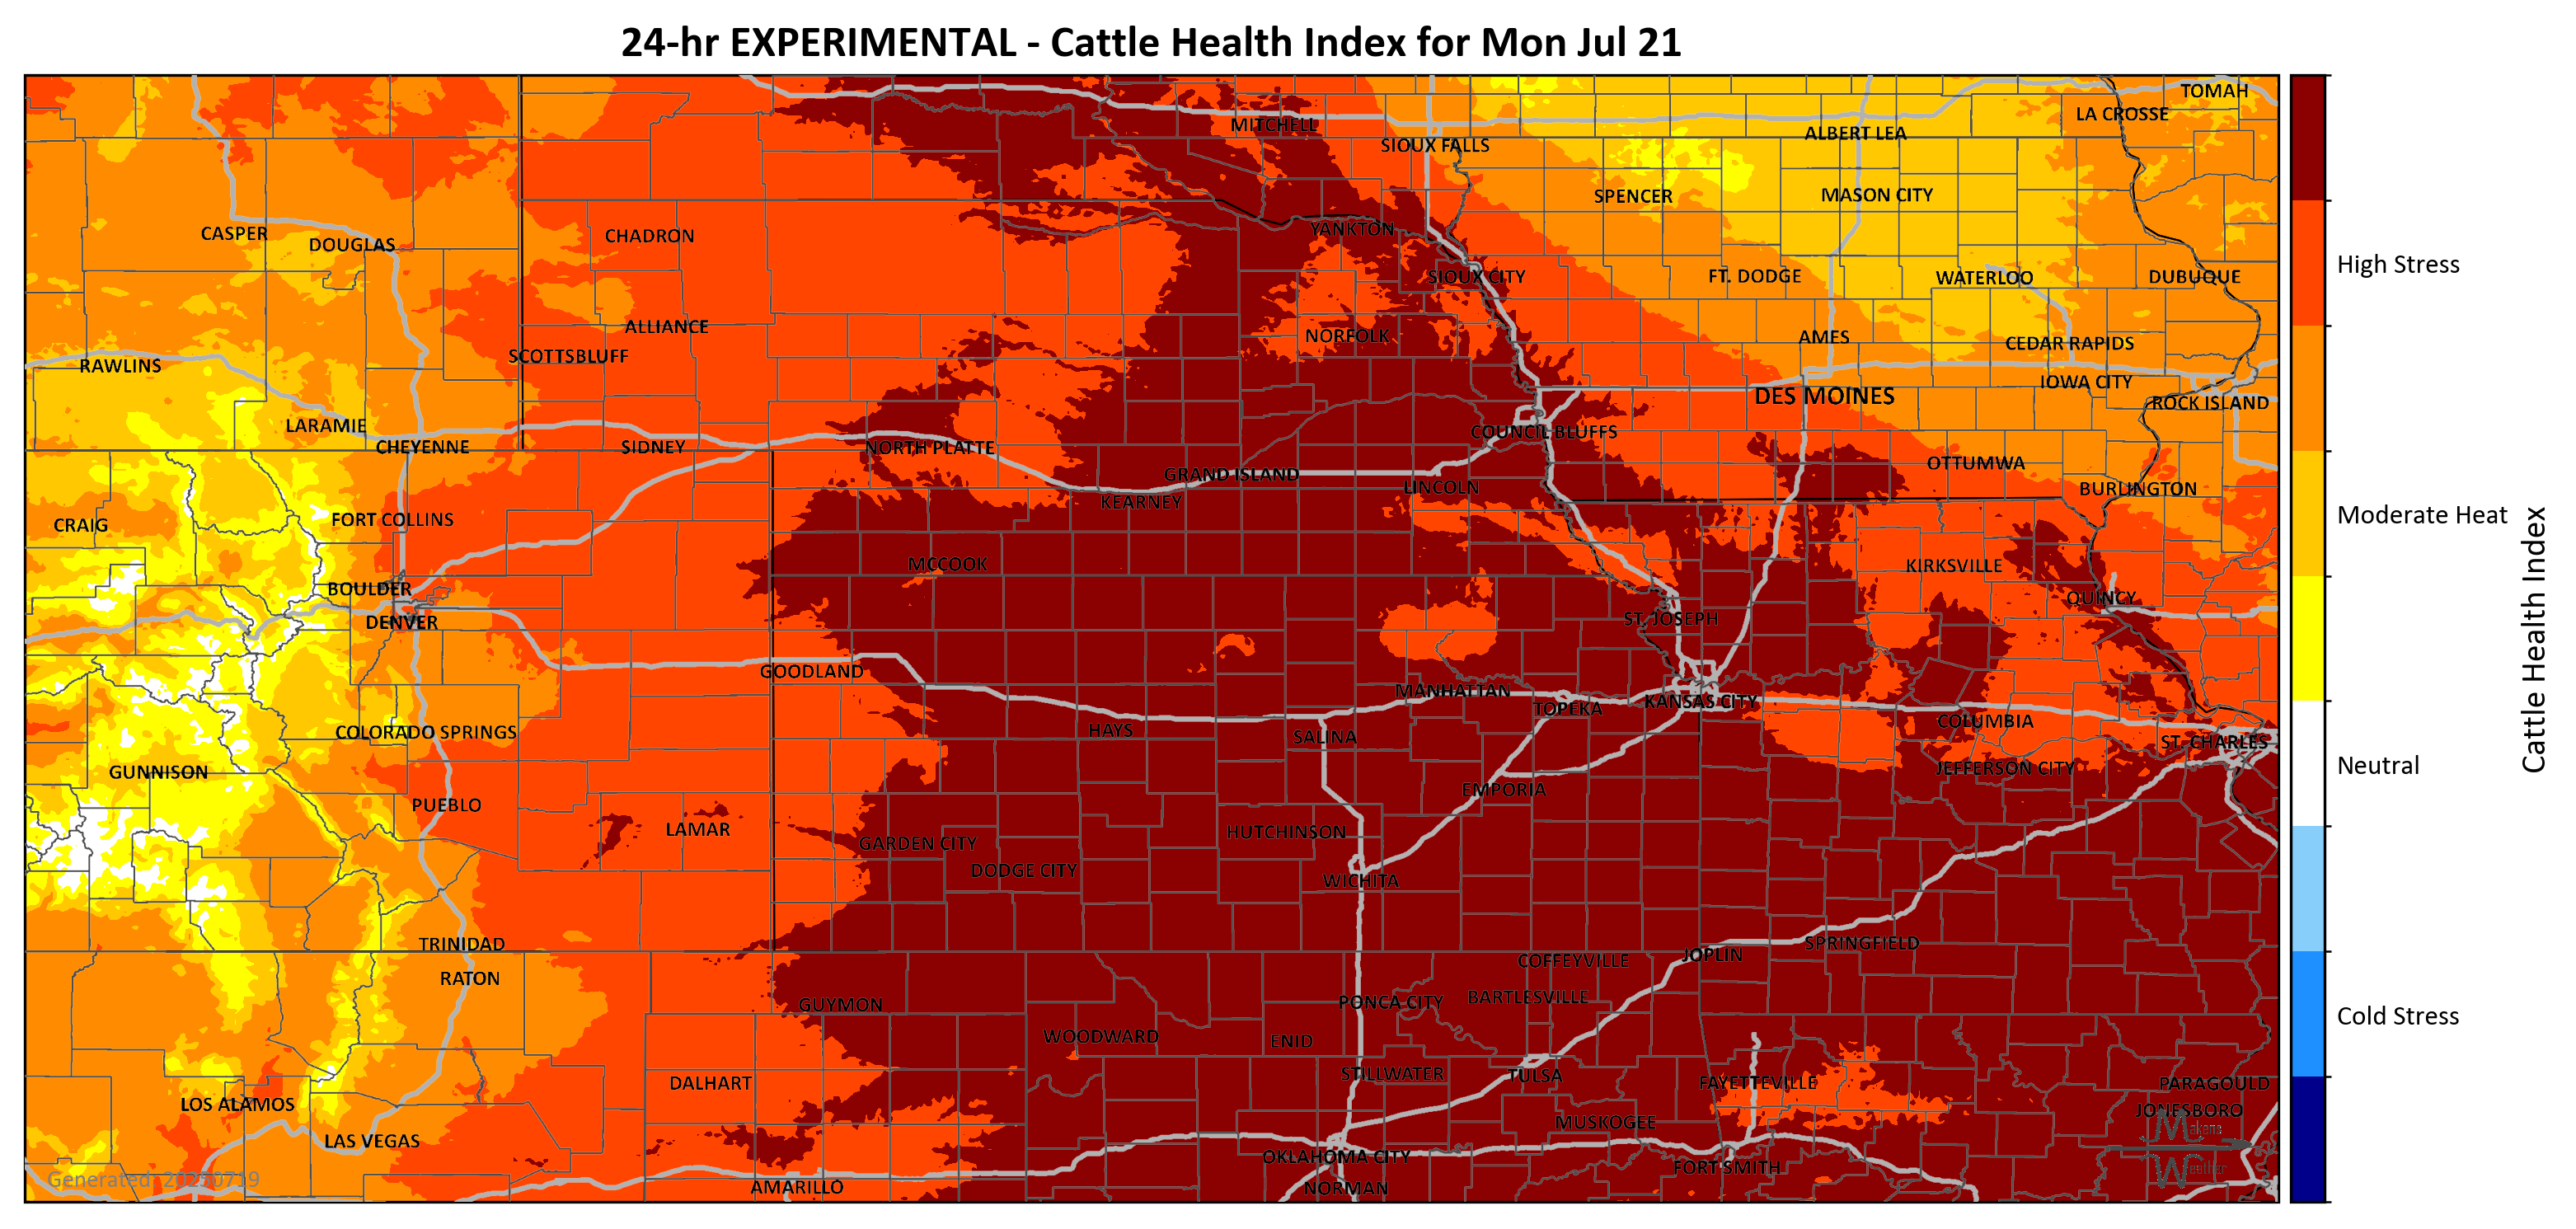 24-hr EXPERIMENTAL - Cattle Health Index for Mon Jul 21
TOMAH
LA CROSSE
MITCHELL
ALBERT LEA
SIOUX FALLS
SPENCER
MASON CITY
CASPER
DOUGLAS
CHADRON
YANKTON
High Stress
SIOUX CITY
FT. DODGE
WATERLOO
DUBUQUE
ALLIANCE
NORFOLK
AMES
CEDAR RAPIDS
SCOTTSBLUFF
RAWLINS
IOWA CITY
DES MOINES
ROCK ISLAND
LARAMIE
COUNCIL BLUFFS
CHEYENNE
SIDNEY
NORTH PLATTE
OTTUMWA
GRAND ISLAND
LINCOLN
BURLINGTON
KEARNEY
Moderate Heat
CRAIG
FORT COLLINS
MCCOOK
KIRKSVILLE
BOULDER
QUINCY
DENVER
ST. JOSEPH
Cattle Health Index
GOODLAND
MANHATTAN
KANSAS CITY
TOPEKA
COLUMBIA
COLORADO SPRINGS
HAYS
SALINA
ST. CHARLES
GUNNISON
JEFFERSON CITY
Neutral
EMPORIA
PUEBLO
LAMAR
HUTCHINSON
GARDEN CITY
DODGE CITY
WICHITA
TRINIDAD
SPRINGFIELD
JOPLIN
COFFEYVILLE
RATON
BARTLESVILLE
GUYMON
PONCA CITY
Cold Stress
WOODWARD
ENID
STILLWATER
TULSA
DALHART
FAYETTEVILLE
PARAGOULD
LOS ALAMOS
JONESBORO
MUSKOGEE
Makens
LAS VEGAS
OKLAHOMA CITY
FORT SMITH
Weather
Generated: 20250719
AMARILLO
NORMAN